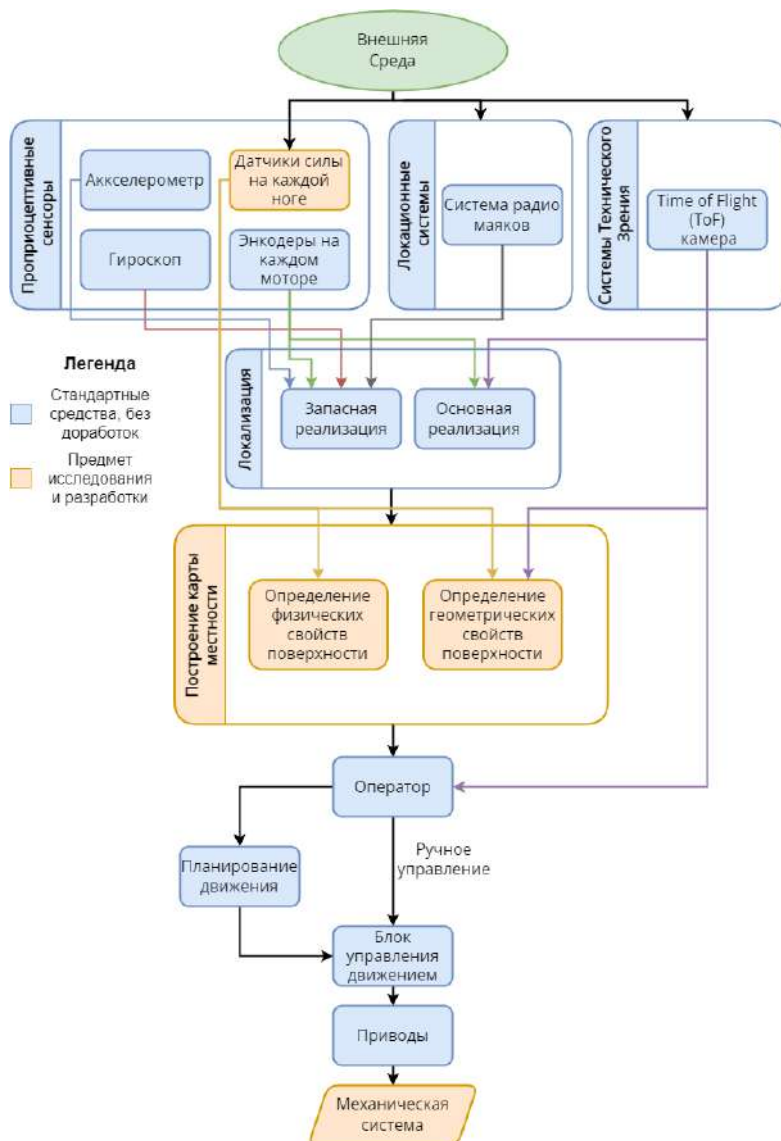 Внешняя
Среда
Проприоцептивные
сенсоры
Аккселерометр
Датчики силы
на каждой
ноге
Гироскоп
Энкодеры на
каждом
моторе
Локационные
системы
Система радио
маяков
Системы Технического
Зрения
Time of Flight
(ToF)
камера
Легенда
Стандартные
средства, без
доработок
Предмет
исследования
и разработки
Локализация
Запасная
реализация
Основная
реализация
Построение карты
местности
Определение
физических
свойств
поверхности
Определение
геометрических
свойств
поверхности
Оператор
Планирование
движения
Ручное
управление
Блок
управления
движением
Приводы
Механическая
система